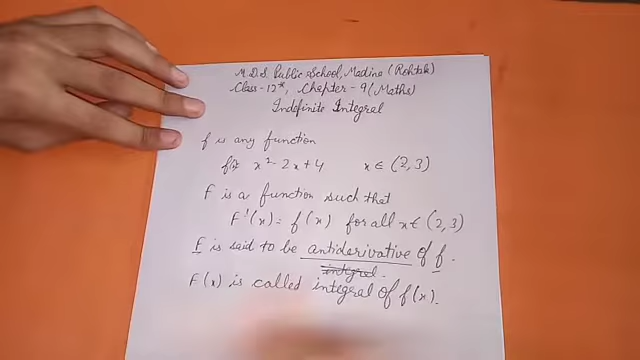 M.D.S. Public School, Madina (Rohtak)
Class - 12th, Chapter - 9 (Maths)
Indefinite Integral
f is any function
f(x) x² - 2x + 4 x ∈ (2, 3)
F is a function such that
F'(x) = f(x) for all x ∈ (2, 3)
F is said to be antiderivative of f.
integral.
F(x) is called integral of f(x).